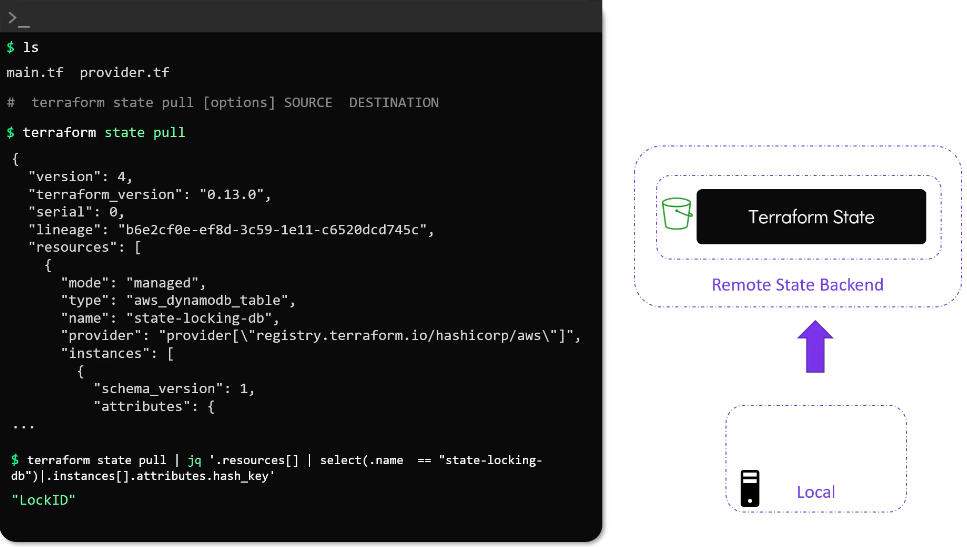 >_
$ ls
main.tf  provider.tf
#  terraform state pull [options] SOURCE  DESTINATION
$ terraform state pull
{
  "version": 4,
  "terraform_version": "0.13.0",
  "serial": 0,
  "lineage": "b6e2cf0e-ef8d-3c59-1e11-c6520dcd745c",
  "resources": [
    {
      "mode": "managed",
      "type": "aws_dynamodb_table",
      "name": "state-locking-db",
      "provider": "provider[\"registry.terraform.io/hashicorp/aws\"]",
      "instances": [
        {
          "schema_version": 1,
          "attributes": {
...
$ terraform state pull | jq '.resources[] | select(.name  == "state-locking-
db")|.instances[].attributes.hash_key'
"LockID"
Terraform State
Remote State Backend
Local